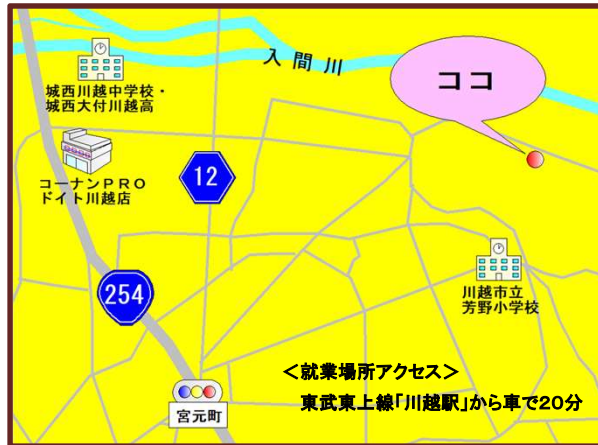 入間川
ココ
城西川越中学校・
城西大付川越高
コーナンPRO
ドイト川越店
12
254
川越市立
芳野小学校
宮元町
＜就業場所アクセス＞
東武東上線「川越駅」から車で20分